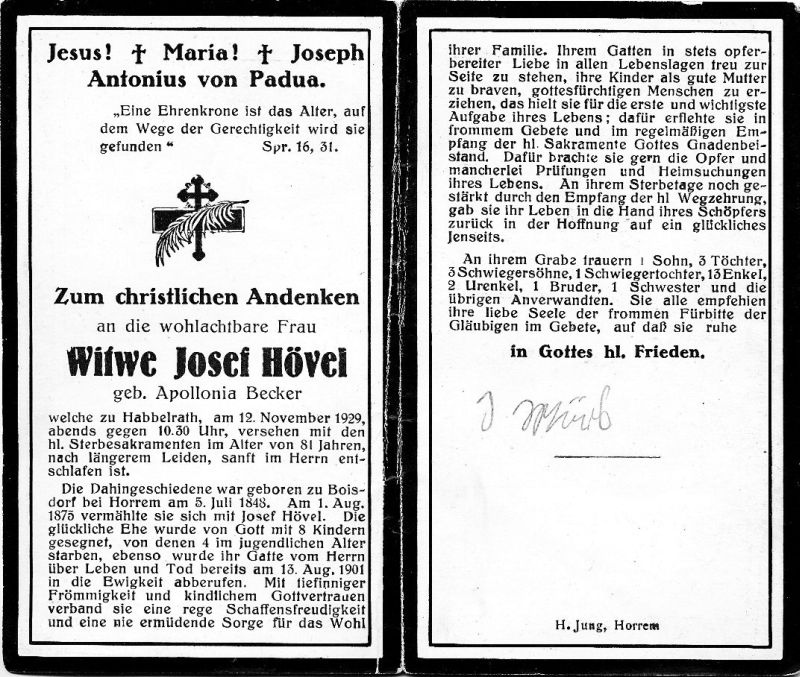 Jesus! ✝ Maria! ✝ Joseph
Antonius von Padua.
„Eine Ehrenkrone ist das Alter, auf
dem Wege der Gerechtigkeit wird sie
gefunden“ Spr. 16, 31.
Zum christlichen Andenken
an die wohlachtbare Frau
Witwe Josef Hövel
geb. Apollonia Becker
welche zu Habbelrath, am 12. November 1929,
abends gegen 10.30 Uhr, versehen mit den
hl. Sterbesakramenten im Alter von 81 Jahren,
nach längerem Leiden, sanft im Herrn ent-
schlafen ist.
Die Dahingeschiedene war geboren zu Bois-
dorf bei Horrem am 5. Juli 1848. Am 1. Aug.
1875 vermählte sie sich mit Josef Hövel. Die
glückliche Ehe wurde von Gott mit 8 Kindern
gesegnet, von denen 4 im jugendlichen Alter
starben, ebenso wurde ihr Gatte vom Herrn
über Leben und Tod bereits am 13. Aug. 1901
in die Ewigkeit abberufen. Mit tiefinniger
Frömmigkeit und kindlichem Gottvertrauen
verband sie eine rege Schaffensfreudigkeit
und eine nie ermüdende Sorge für das Wohl
ihrer Familie. Ihrem Gatten in stets opfer-
bereiter Liebe in allen Lebenslagen treu zur
Seite zu stehen, ihre Kinder als gute Mutter
zu braven, gottesfürchtigen Menschen zu er-
ziehen, das hielt sie für die erste und wichtigste
Aufgabe ihres Lebens; dafür erflehte sie in
frommem Gebete und im regelmäßigen Em-
pfang der hl. Sakramente Gottes Gnadenbei-
stand. Dafür brachte sie gern die Opfer und
mancherlei Prüfungen und Heimsuchungen
ihres Lebens. An ihrem Sterbetage noch ge-
stärkt durch den Empfang der hl Wegzehrung,
gab sie ihr Leben in die Hand ihres Schöpfers
zurück in der Hoffnung auf ein glückliches
Jenseits.
An ihrem Grabe trauern 1 Sohn, 3 Töchter,
3 Schwiegersöhne, 1 Schwiegertochter, 13 Enkel,
2 Urenkel, 1 Bruder, 1 Schwester und die
übrigen Anverwandten. Sie alle empfehlen
ihre liebe Seele der frommen Fürbitte der
Gläubigen im Gebete, auf daß sie ruhe
in Gottes hl. Frieden.
H. Jung, Horrem